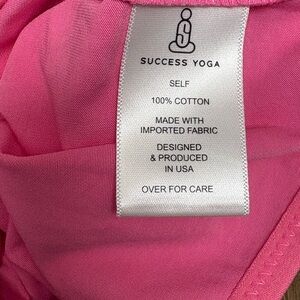 SUCCESS YOGA
SELF
100% COTTON
MADE WITH
IMPORTED FABRIC
DESIGNED
& PRODUCED
IN USA
OVER FOR CARE